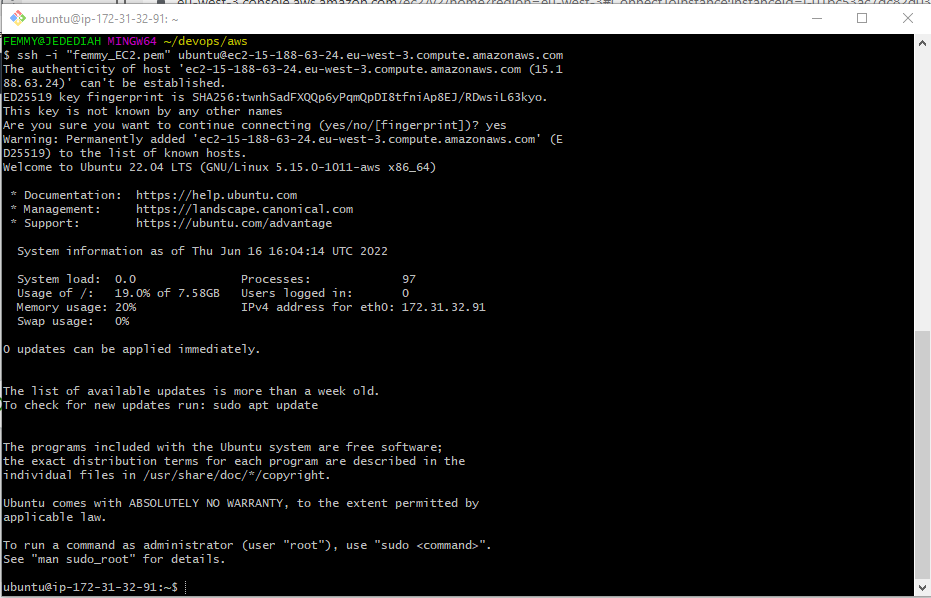 ubuntu@ip-172-31-32-91: ~
FEMMY@JEDEDIAH MINGW64 ~/devops/aws
$ ssh -i "femmy_EC2.pem" ubuntu@ec2-15-188-63-24.eu-west-3.compute.amazonaws.com
The authenticity of host 'ec2-15-188-63-24.eu-west-3.compute.amazonaws.com (15.1
88.63.24)' can't be established.
ED25519 key fingerprint is SHA256:twnhSadFXQQp6yPqmQpDI8tfniAp8EJ/RDwsiL63kyo.
This key is not known by any other names
Are you sure you want to continue connecting (yes/no/[fingerprint])? yes
Warning: Permanently added 'ec2-15-188-63-24.eu-west-3.compute.amazonaws.com' (E
D25519) to the list of known hosts.
Welcome to Ubuntu 22.04 LTS (GNU/Linux 5.15.0-1011-aws x86_64)
* Documentation:  https://help.ubuntu.com
* Management:     https://landscape.canonical.com
* Support:        https://ubuntu.com/advantage
System information as of Thu Jun 16 16:04:14 UTC 2022
System load:  0.0               Processes:             97
Usage of /:   19.0% of 7.58GB   Users logged in:       0
Memory usage: 20%               IPv4 address for eth0: 172.31.32.91
Swap usage:   0%
0 updates can be applied immediately.
The list of available updates is more than a week old.
To check for new updates run: sudo apt update
The programs included with the Ubuntu system are free software;
the exact distribution terms for each program are described in the
individual files in /usr/share/doc/*/copyright.
Ubuntu comes with ABSOLUTELY NO WARRANTY, to the extent permitted by
applicable law.
To run a command as administrator (user "root"), use "sudo <command>".
See "man sudo_root" for details.
ubuntu@ip-172-31-32-91:~$